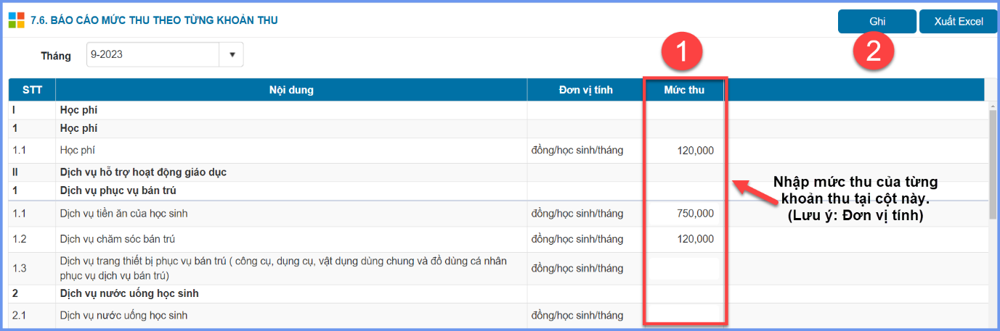 7.6. BÁO CÁO MỨC THU THEO TỪNG KHOẢN THU
Ghi
Xuất Excel
Tháng
9-2023
1
2
STT
Nội dung
Đơn vị tính
Mức thu
I
Học phí
1
Học phí
1.1
Học phí
đồng/học sinh/tháng
120,000
II
Dịch vụ hỗ trợ hoạt động giáo dục
1
Dịch vụ phục vụ bán trú
Nhập mức thu của từng
khoản thu tại cột này.
(Lưu ý: Đơn vị tính)
1.1
Dịch vụ tiền ăn của học sinh
đồng/học sinh/tháng
750,000
1.2
Dịch vụ chăm sóc bán trú
đồng/học sinh/tháng
120,000
1.3
Dịch vụ trang thiết bị phục vụ bán trú ( công cụ, dụng cụ, vật dụng dùng chung và đồ dùng cá nhân
phục vụ dịch vụ bán trú)
đồng/học sinh/tháng
2
Dịch vụ nước uống học sinh
2.1
Dịch vụ nước uống học sinh
đồng/học sinh/tháng